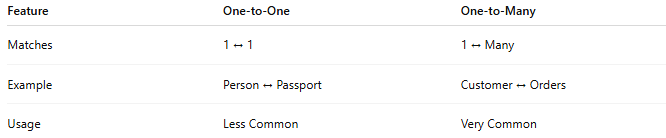 Feature One-to-One One-to-Many
Matches 1 ↔ 1 1 ↔ Many
Example Person ↔ Passport Customer ↔ Orders
Usage Less Common Very Common